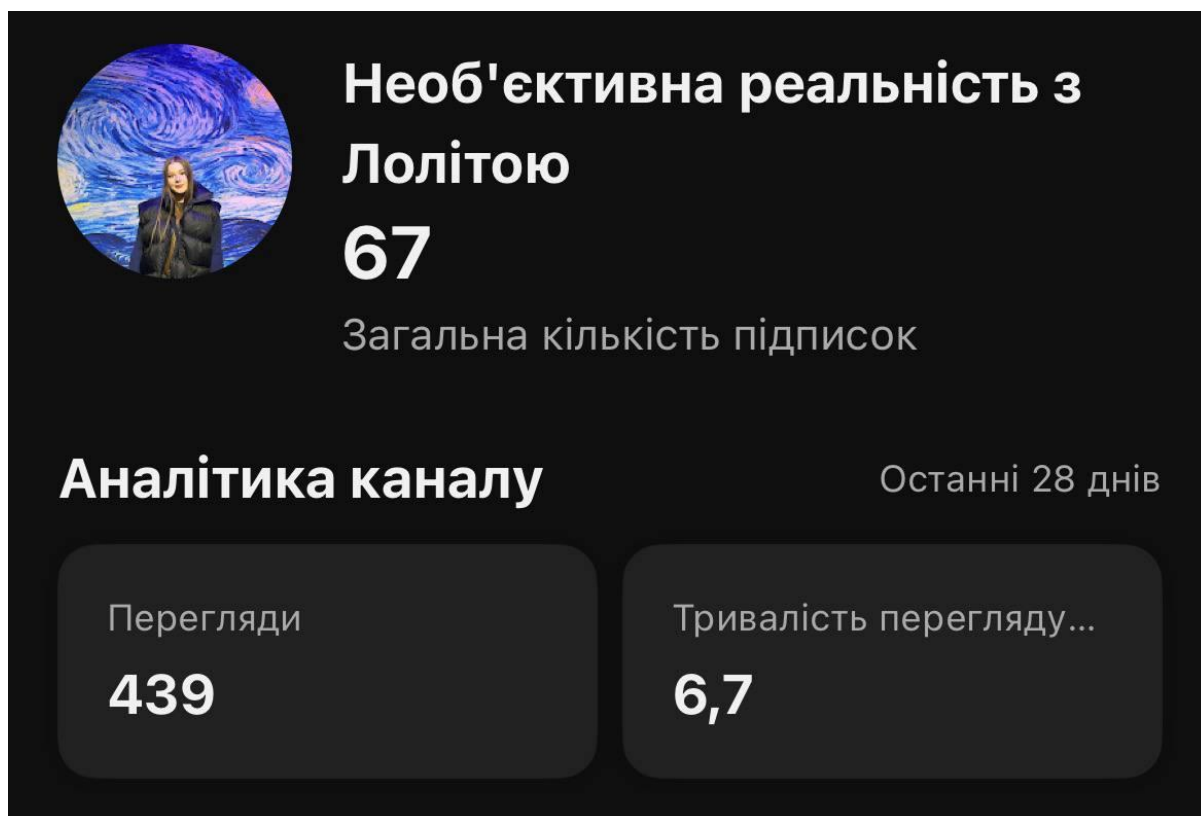 Необ'єктивна реальність з
Лолітою
67
Загальна кількість підписок
Аналітика каналу
Останні 28 днів
Перегляди
439
Тривалість перегляду...
6,7